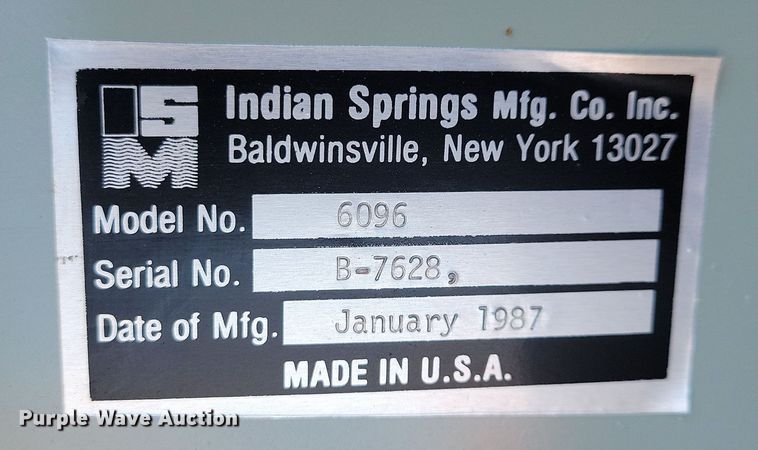 ISM
Indian Springs Mfg. Co. Inc.
Baldwinsville, New York 13027
Model No. 6096
Serial No. B-7628,
Date of Mfg. January 1987
MADE IN U.S.A.
Purple Wave Auction